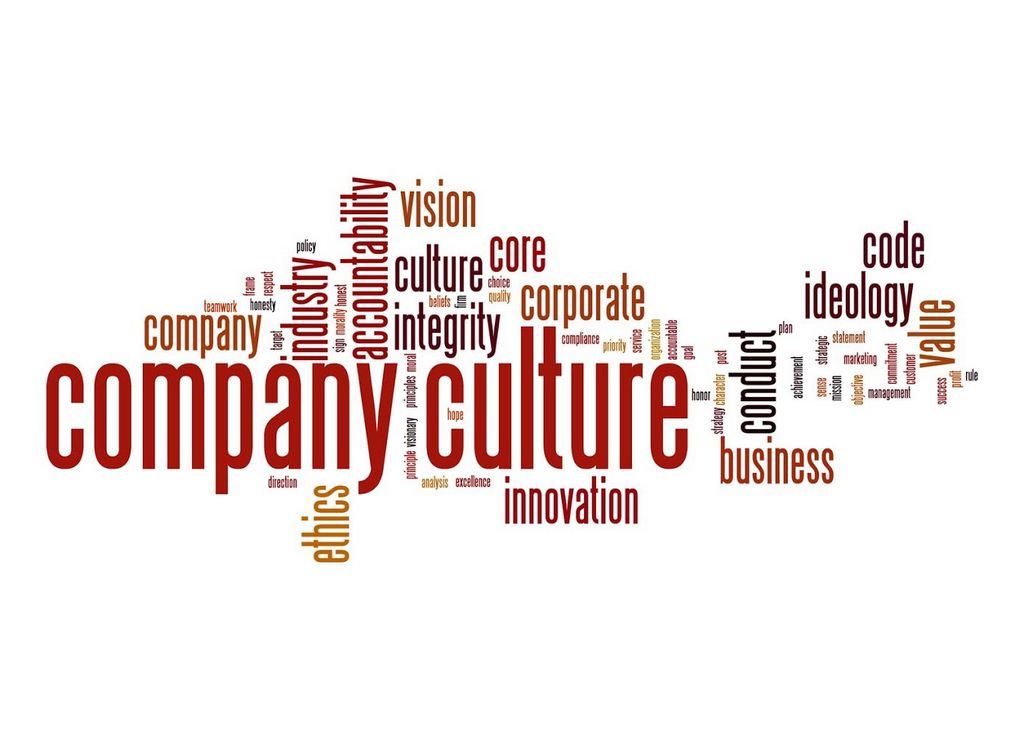 vision
accountability
policy
core
culture
code
choice
industry
respect
frame
honest
quality
beliefs
firm
ideology
corporate
teamwork
honesty
company
integrity
morality
sign
target
value
plan
conduct
compliance
priority
service
organization
accountable
goal
statement
strategic
marketing
commitment
customer
post
achievement
sense
mission
objective
management
success
profit
rule
company culture
moral
principles
honor
character
strategy
hope
visionary
principle
business
direction
analysis
excellence
innovation
ethics